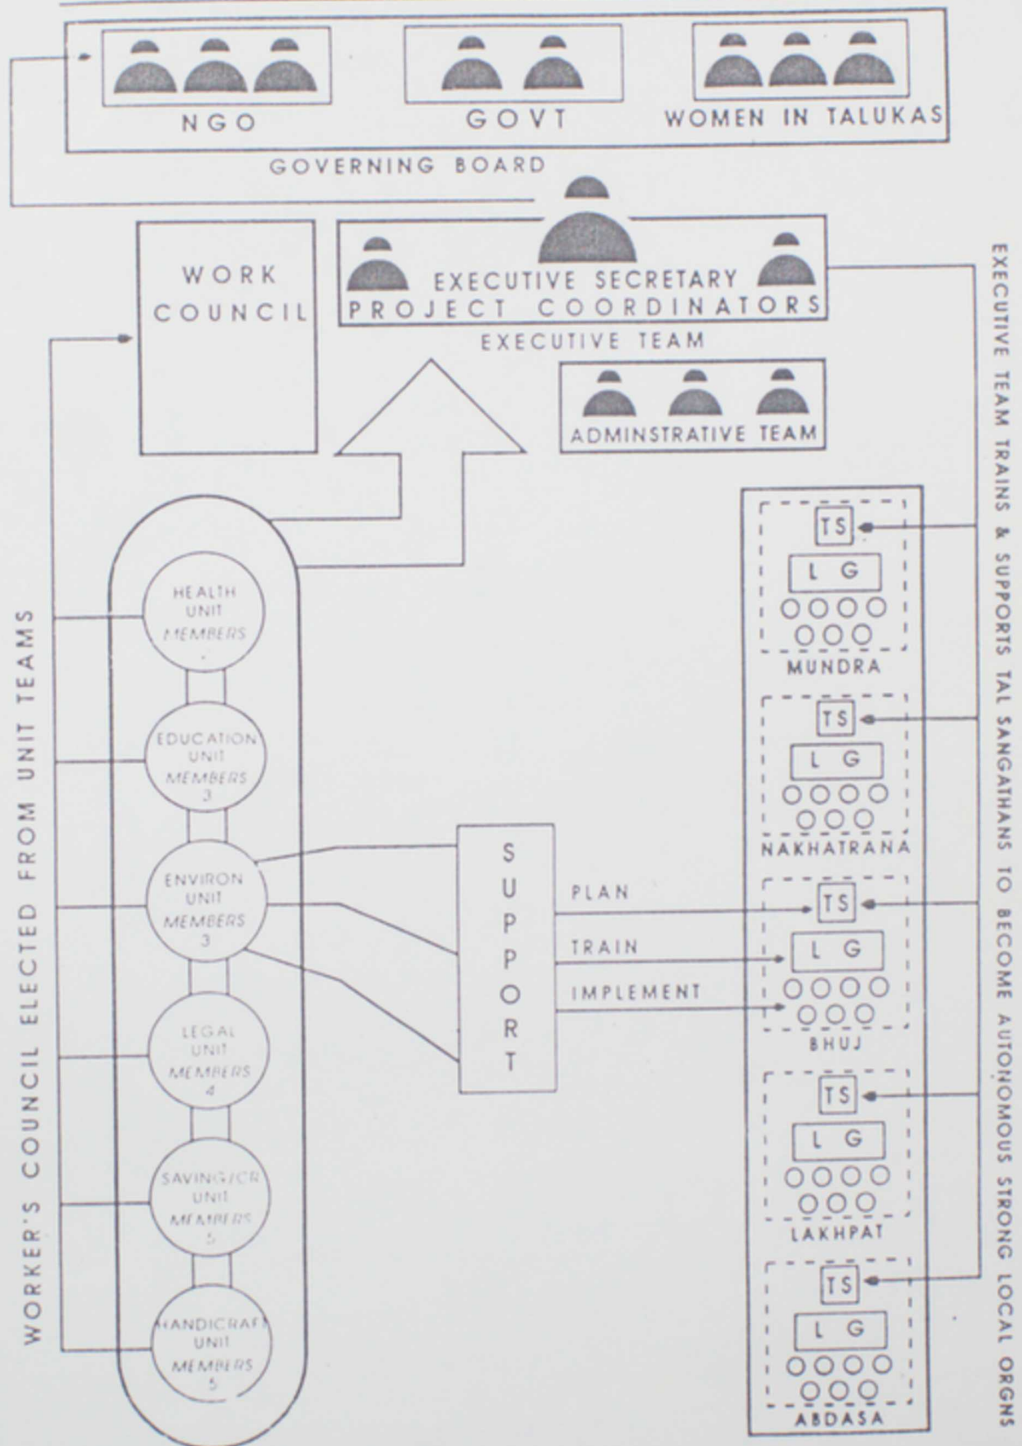 NGO
GOVT
WOMEN IN TALUKAS
GOVERNING BOARD
WORK
COUNCIL
EXECUTIVE SECRETARY
PROJECT COORDINATORS
EXECUTIVE TEAM
ADMINSTRATIVE TEAM
WORKER'S COUNCIL ELECTED FROM UNIT TEAMS
HEALTH
UNIT
MEMBERS
EDUCATION
UNIT
MEMBERS
3
ENVIRON
UNIT
MEMBERS
3
LEGAL
UNIT
MEMBERS
4
SAVING/CR
UNIT
MEMBERS
5
HANDICRAFT
UNIT
MEMBERS
5
SUPPORT
PLAN
TRAIN
IMPLEMENT
TS
L G
MUNDRA
TS
L G
NAKHATRANA
TS
L G
BHUJ
TS
L G
LAKHPAT
TS
L G
ABDASA
EXECUTIVE TEAM TRAINS & SUPPORTS TAL SANGATHANS TO BECOME AUTONOMOUS STRONG LOCAL ORGNS